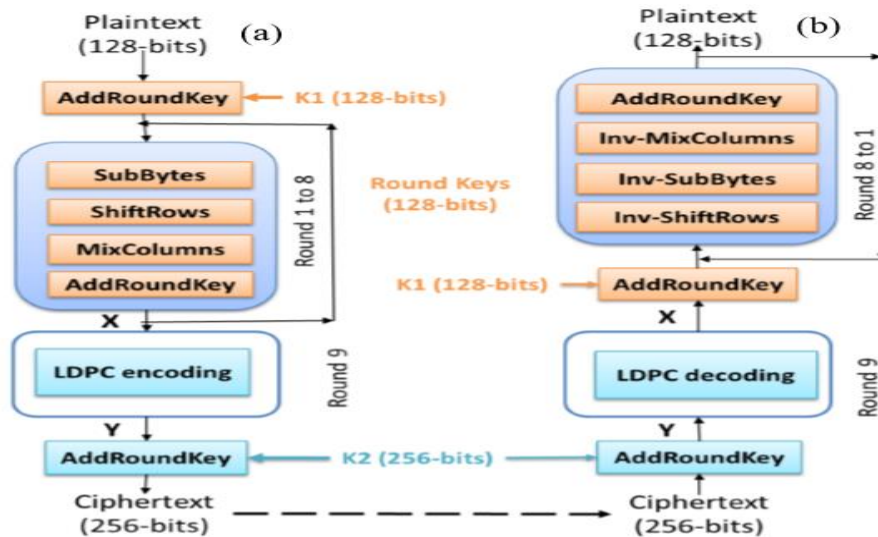 Plaintext
(128-bits)
(a)
AddRoundKey
K1 (128-bits)
SubBytes
ShiftRows
MixColumns
AddRoundKey
Round 1 to 8
X
LDPC encoding
Round 9
Y
AddRoundKey
Ciphertext
(256-bits)
Round Keys
(128-bits)
K1 (128-bits)
K2 (256-bits)
Plaintext
(128-bits)
(b)
AddRoundKey
Inv-MixColumns
Inv-SubBytes
Inv-ShiftRows
Round 8 to 1
AddRoundKey
X
LDPC decoding
Round 9
Y
AddRoundKey
Ciphertext
(256-bits)